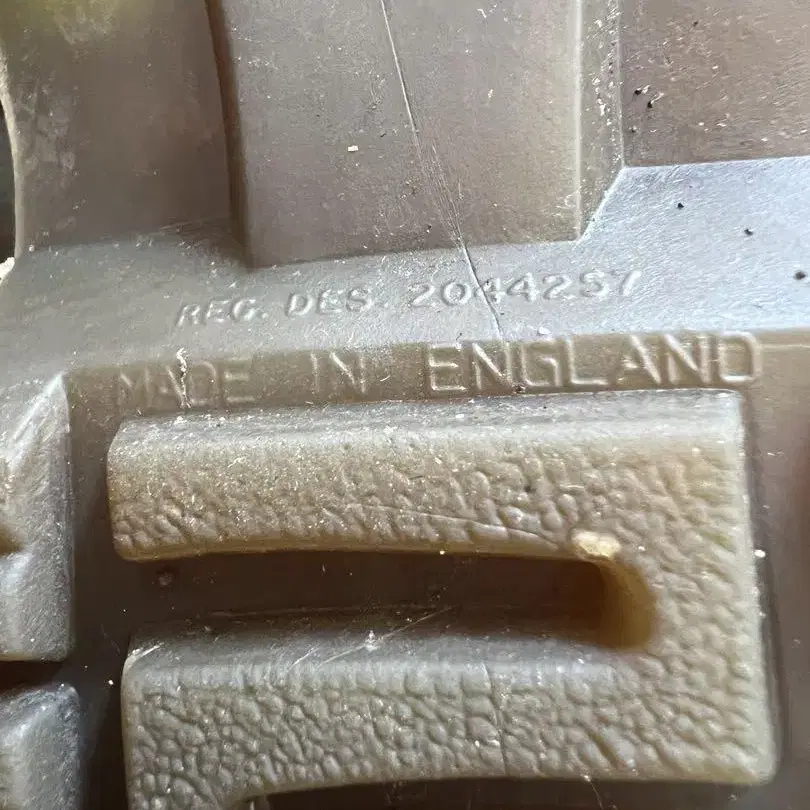 REG. DES. 2044257
MADE IN ENGLAND